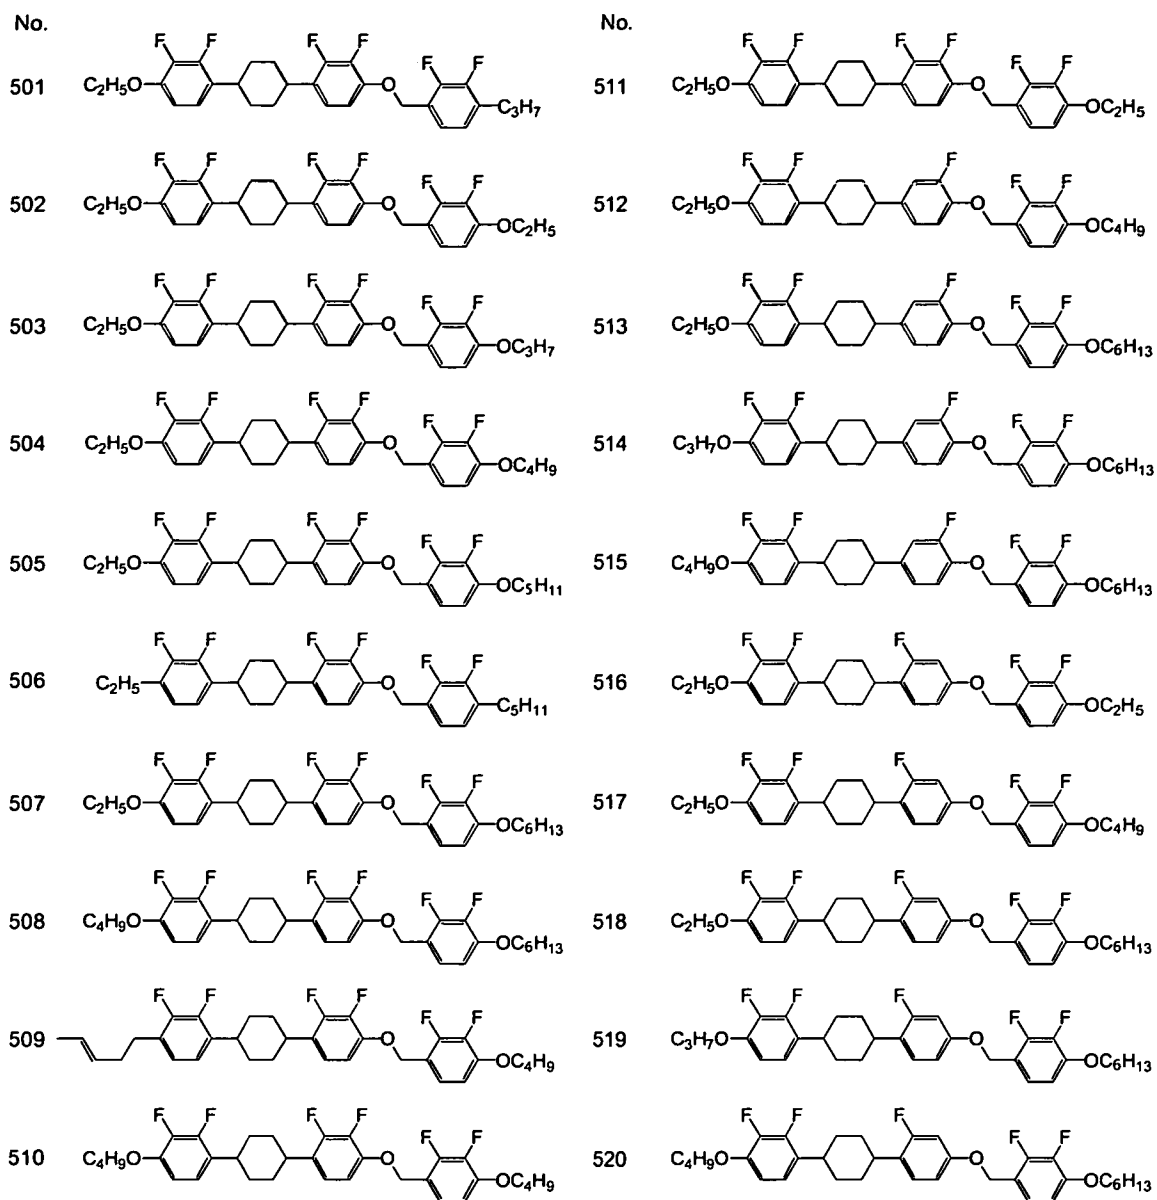 No.
F F F F
F F
501 C2H5O O
C3H7
F F F F
F F
502 C2H5O O
OC2H5
F F F F
F F
503 C2H5O O
OC3H7
F F F F
F F
504 C2H5O O
OC4H9
F F F F
F F
505 C2H5O O
OC5H11
F F F F
F F
506 C2H5 O
C5H11
F F F F
F F
507 C2H5O O
OC6H13
F F F F
F F
508 C4H9O O
OC6H13
F F F F
F F
509 O
OC4H9
F F F F
F F
510 C4H9O O
OC4H9
No.
F F F F
F F
511 C2H5O O
OC2H5
F F F
F F
512 C2H5O O
OC4H9
F F F
F F
513 C2H5O O
OC6H13
F F F
F F
514 C3H7O O
OC6H13
F F F
F F
515 C4H9O O
OC6H13
F F F
F F
516 C2H5O O
OC2H5
F F F
F F
517 C2H5O O
OC4H9
F F F
F F
518 C2H5O O
OC6H13
F F F
F F
519 C3H7O O
OC6H13
F F F
F F
520 C4H9O O
OC6H13